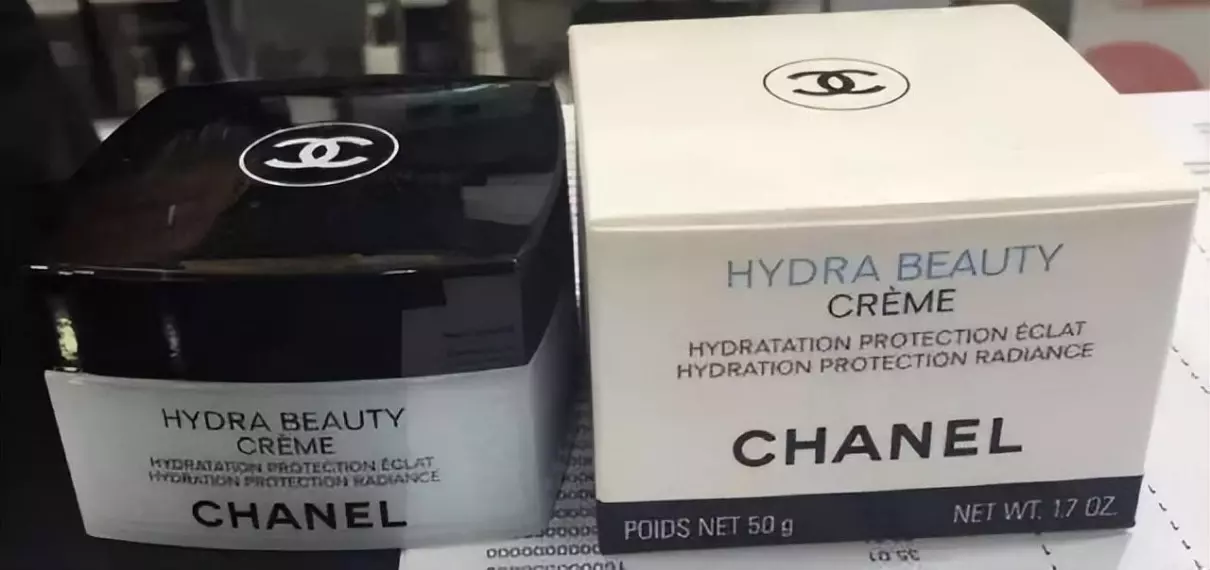 HYDRA BEAUTY
CRÈME
HYDRATATION PROTECTION ÉCLAT
HYDRATION PROTECTION RADIANCE
CHANEL
HYDRA BEAUTY
CRÈME
HYDRATATION PROTECTION ÉCLAT
HYDRATION PROTECTION RADIANCE
CHANEL
POIDS NET 50 g
NET WT. 1.7 OZ.